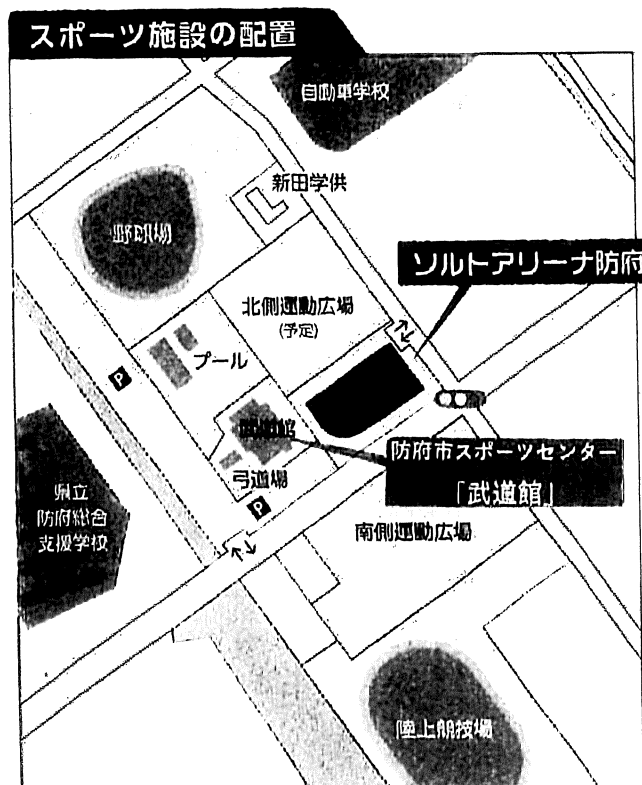 スポーツ施設の配置
自動車学校
新田学供
野球場
ソルトアリーナ防府
北側運動広場
(予定)
プール
P
武道館
防府市スポーツセンター
「武道館」
弓道場
P
県立
防府総合
支援学校
南側運動広場
陸上競技場